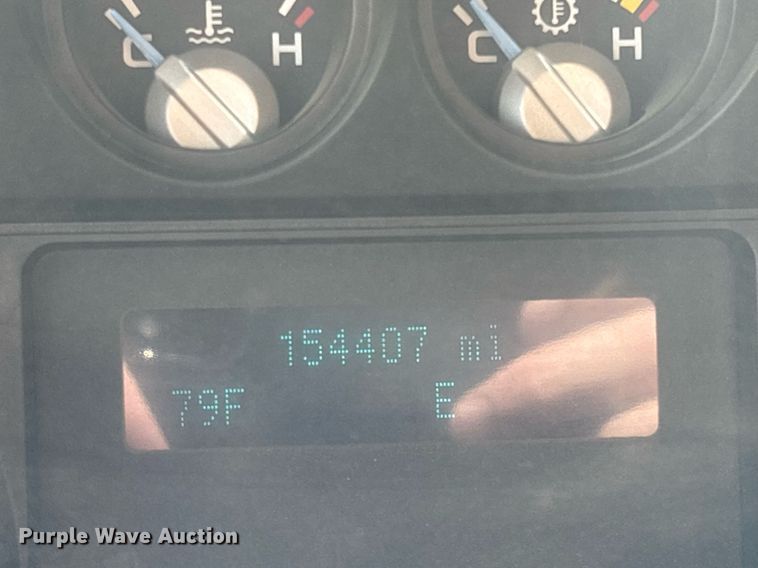 C H C H
154407 mi
79F E
Purple Wave Auction